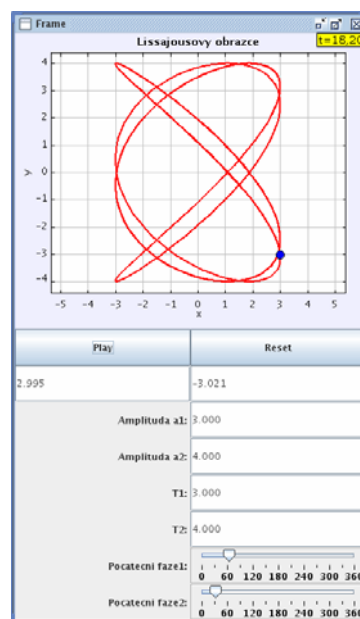 Frame
Lissajousovy obrazce
t=18,20
4
3
2
1
0
-1
-2
-3
-4
y
-5 -4 -3 -2 -1 0 1 2 3 4 5
x
Play Reset
2.995 -3.021
Amplituda a1: 3.000
Amplituda a2: 4.000
T1: 3.000
T2: 4.000
Pocatecni faze1:
0 60 120 180 240 300 360
Pocatecni faze2:
0 60 120 180 240 300 360